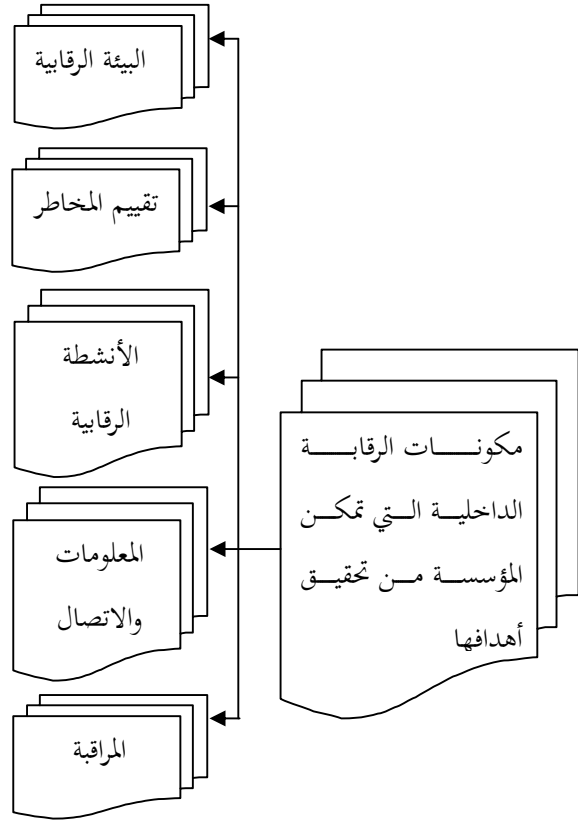 البيئة الرقابية
تقييم المخاطر
الأنشطة
الرقابية
مكونات الرقابة
الداخلية التي تمكن
المؤسسة من تحقيق
أهدافها
المعلومات
والاتصال
المراقبة